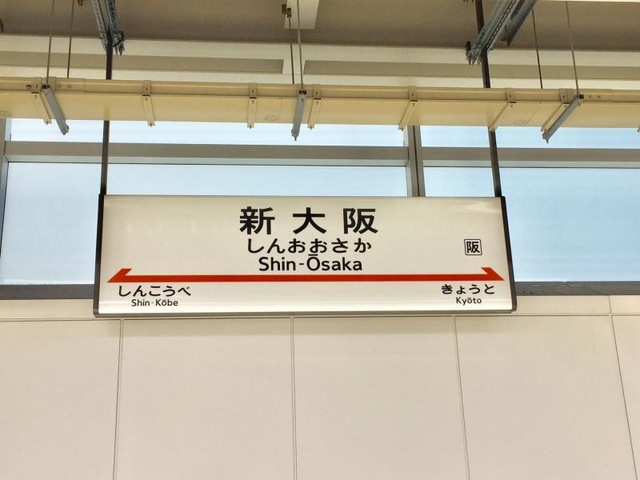 新大阪
しんおおさか
阪
Shin-Ōsaka
しんこうべ きょうと
Shin-Kōbe Kyōto